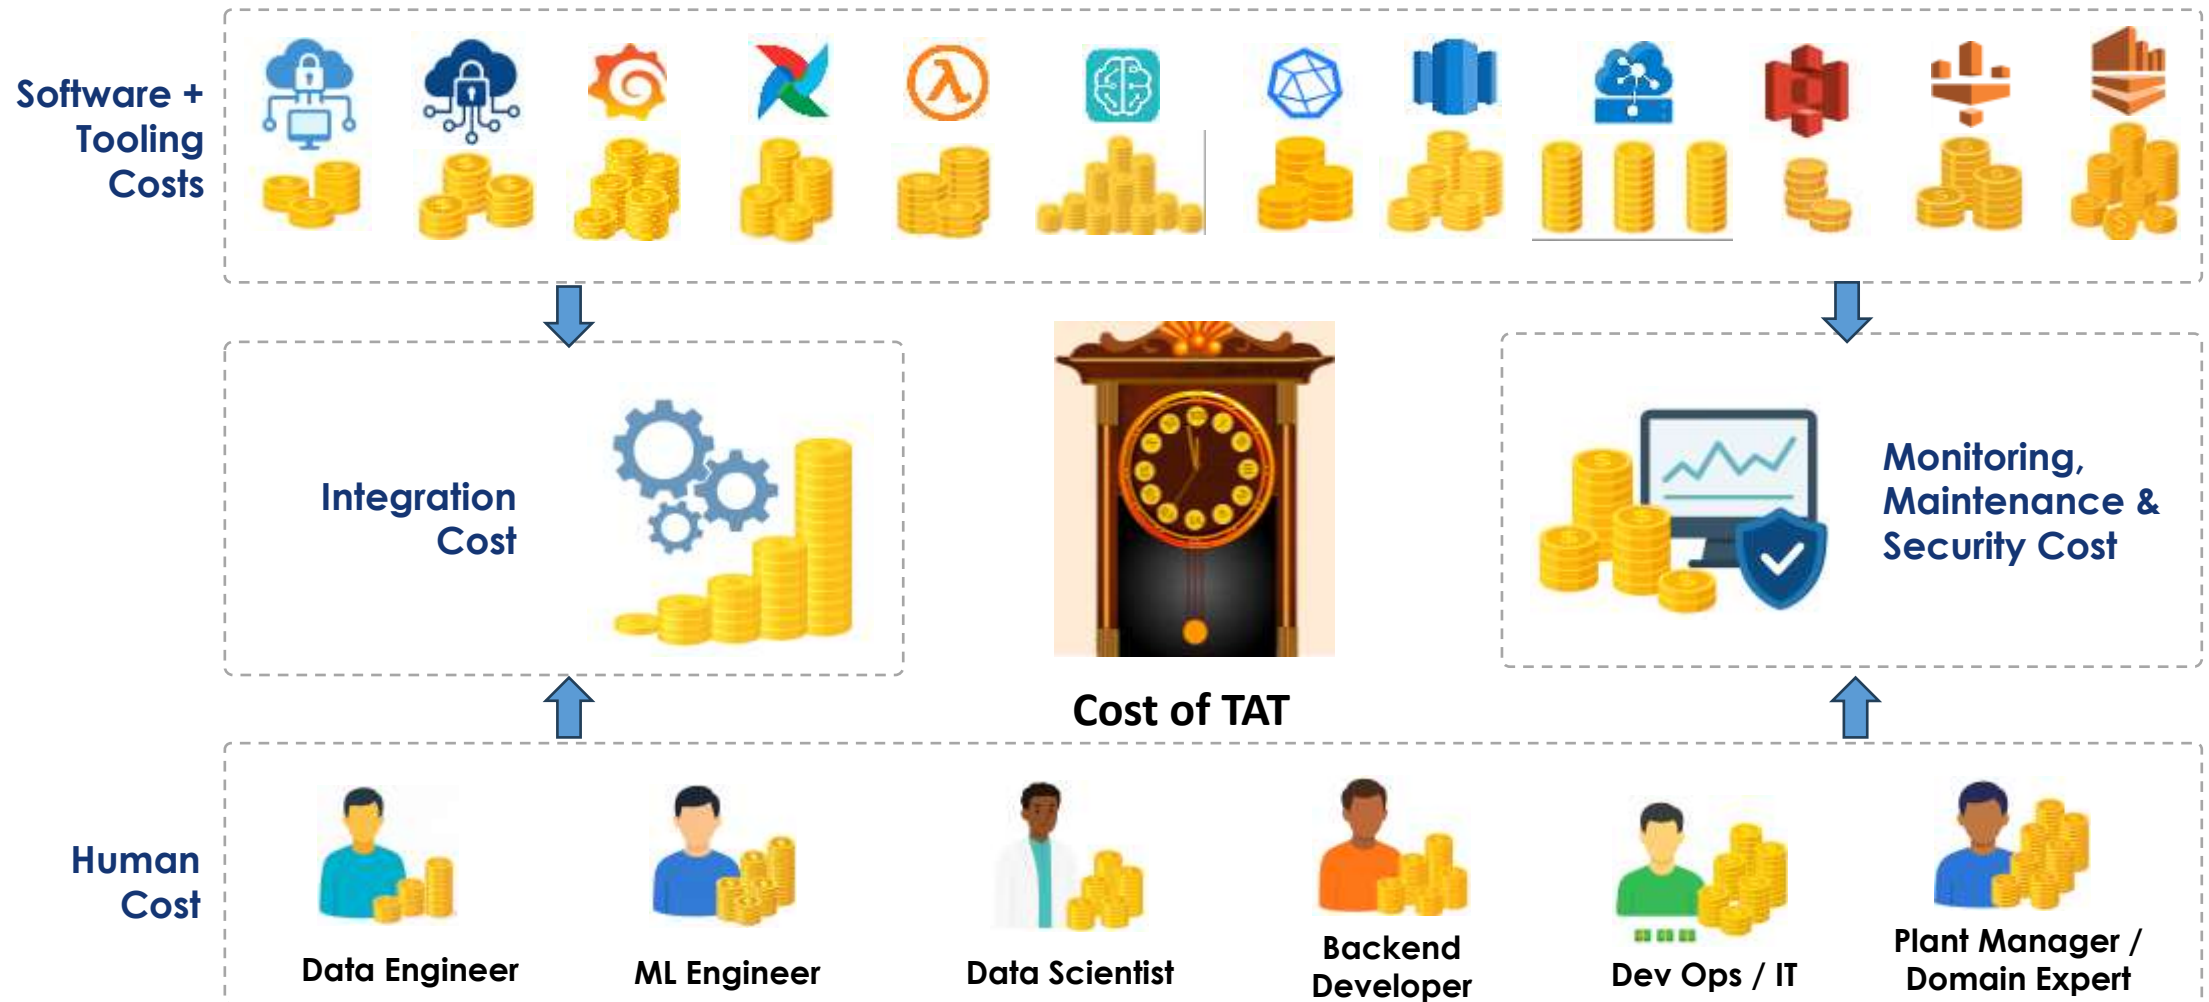 Software +
Tooling
Costs
Integration
Cost
Monitoring,
Maintenance &
Security Cost
Cost of TAT
Human
Cost
Data Engineer
ML Engineer
Data Scientist
Backend
Developer
Dev Ops / IT
Plant Manager /
Domain Expert